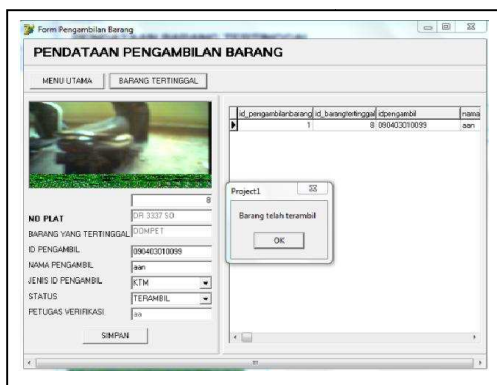 Form Pengambilan Barang
PENDATAAN PENGAMBILAN BARANG
MENU UTAMA
BARANG TERTINGGAL
id_pengambilanbarang id_barangtertinggal idpengambil nama
1 8 090403010099 aan
8
NO PLAT DR 3337 SO
BARANG YANG TERTINGGAL DOMPET
ID PENGAMBIL 090403010099
NAMA PENGAMBIL aan
JENIS ID PENGAMBIL KTM
STATUS TERAMBIL
PETUGAS VERIFIKASI
SIMPAN
Project1
Barang telah terambil
OK